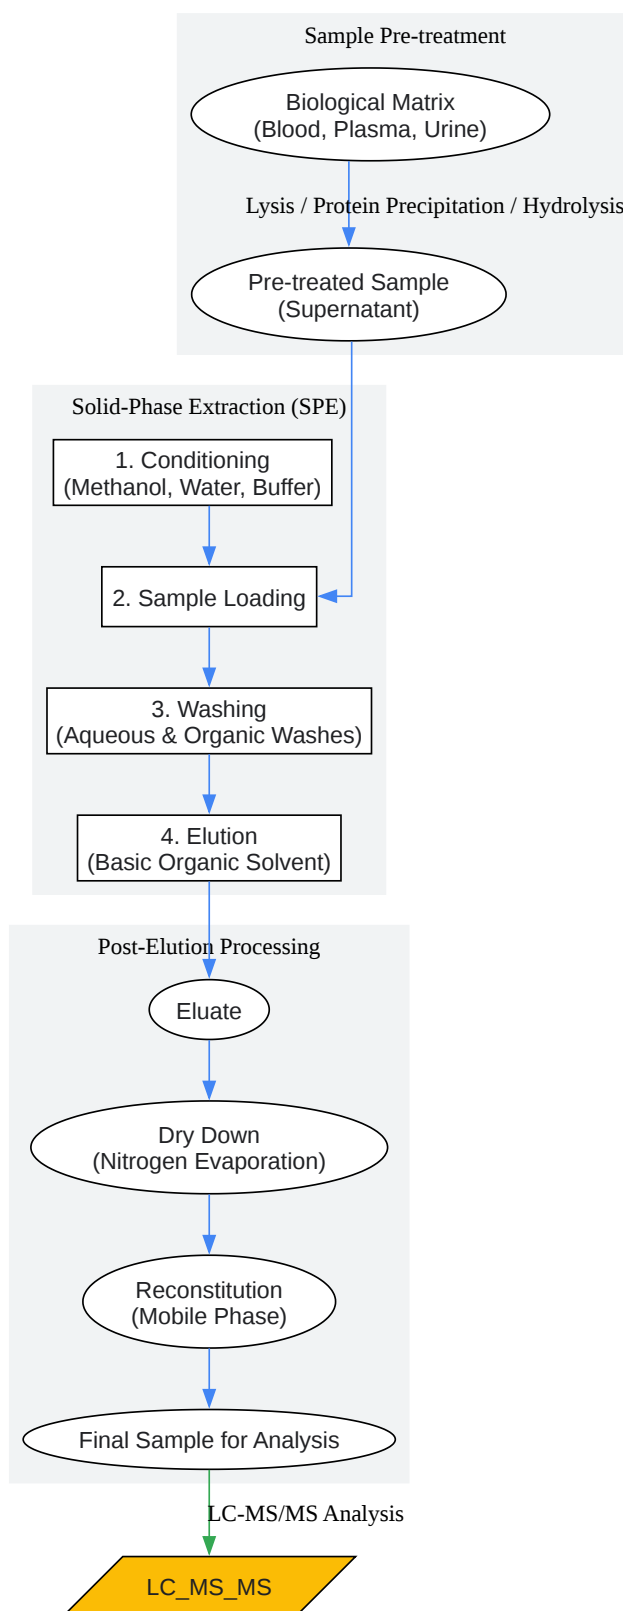 Sample Pre-treatment
Biological Matrix
(Blood, Plasma, Urine)
Lysis / Protein Precipitation / Hydrolysis
Pre-treated Sample
(Supernatant)
Solid-Phase Extraction (SPE)
1. Conditioning
(Methanol, Water, Buffer)
2. Sample Loading
3. Washing
(Aqueous & Organic Washes)
4. Elution
(Basic Organic Solvent)
Post-Elution Processing
Eluate
Dry Down
(Nitrogen Evaporation)
Reconstitution
(Mobile Phase)
Final Sample for Analysis
LC-MS/MS Analysis
LC_MS_MS